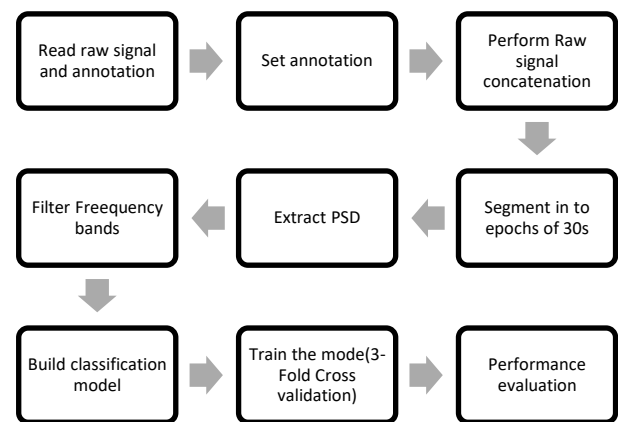 Read raw signal
and annotation
Set annotation
Perform Raw
signal
concatenation
Segment in to
epochs of 30s
Extract PSD
Filter Freequency
bands
Build classification
model
Train the mode(3-
Fold Cross
validation)
Performance
evaluation